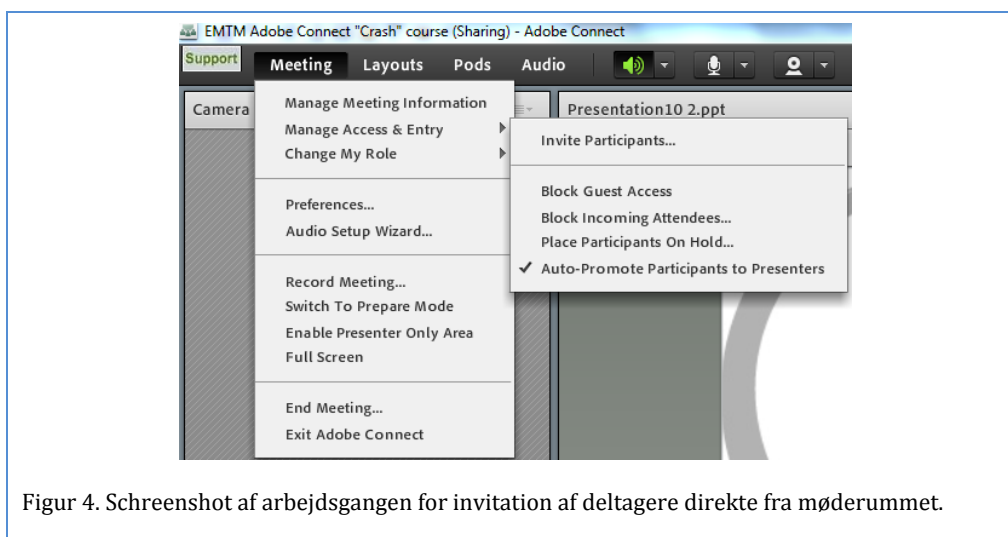 EMTM Adobe Connect "Crash" course (Sharing) - Adobe Connect
Support Meeting Layouts Pods Audio
Camera
Presentation10 2.ppt
Manage Meeting Information
Manage Access & Entry
Change My Role
Preferences...
Audio Setup Wizard...
Record Meeting...
Switch To Prepare Mode
Enable Presenter Only Area
Full Screen
End Meeting...
Exit Adobe Connect
Invite Participants...
Block Guest Access
Block Incoming Attendees...
Place Participants On Hold...
Auto-Promote Participants to Presenters
Figur 4. Schreenshot af arbejdsgangen for invitation af deltagere direkte fra møderummet.